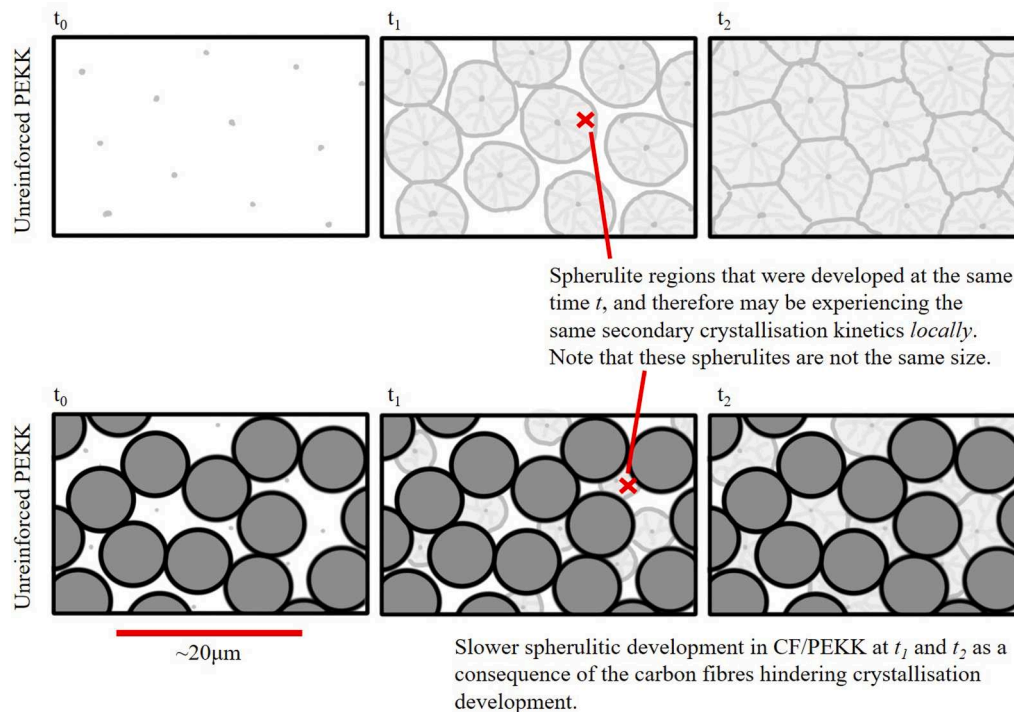 t0
t1
t2
Unreinforced PEKK
Spherulite regions that were developed at the same
time t, and therefore may be experiencing the
same secondary crystallisation kinetics locally.
Note that these spherulites are not the same size.
t0
t1
t2
Unreinforced PEKK
~20μm
Slower spherulitic development in CF/PEKK at t1 and t2 as a
consequence of the carbon fibres hindering crystallisation
development.